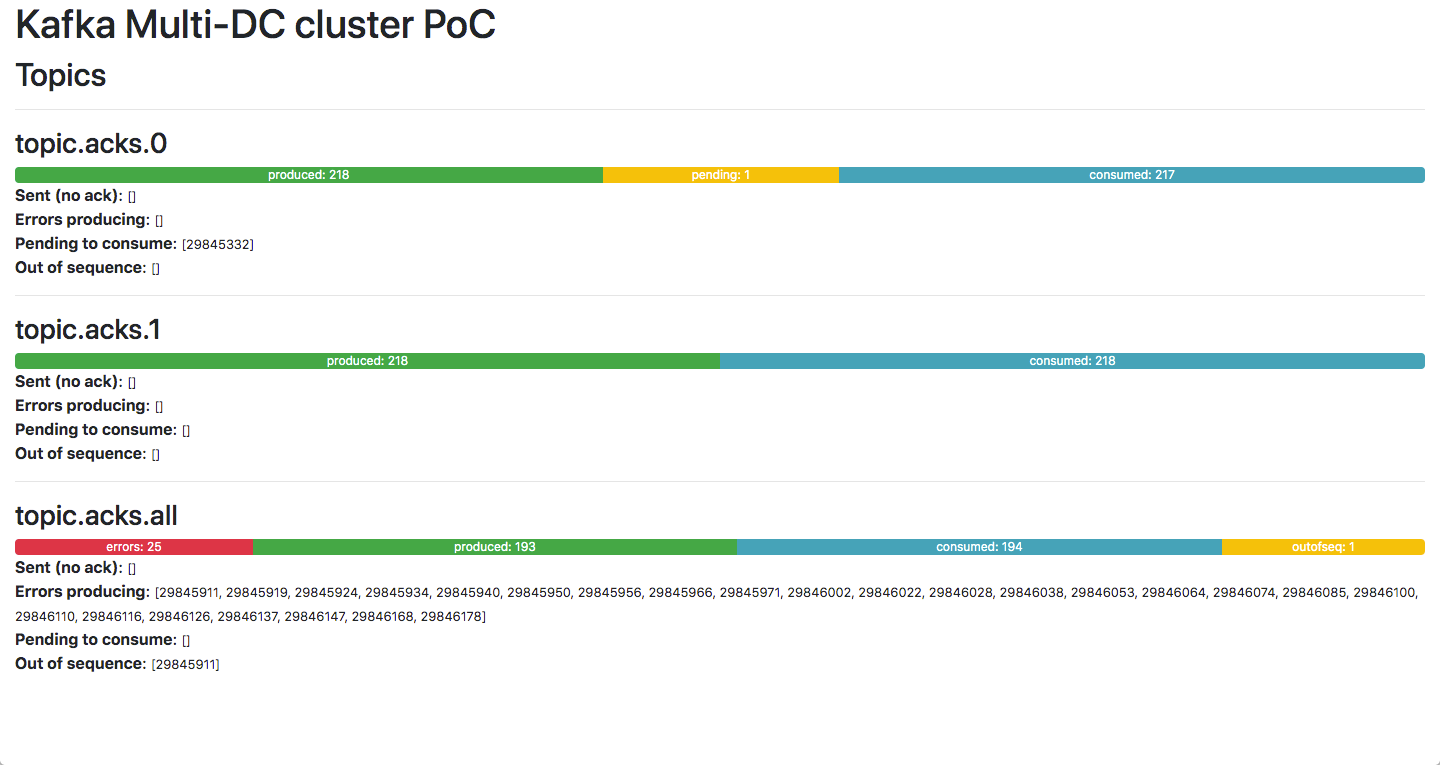 Kafka Multi-DC cluster PoC
Topics
topic.acks.0
produced: 218 pending: 1 consumed: 217
Sent (no ack): []
Errors producing: []
Pending to consume: [29845332]
Out of sequence: []
topic.acks.1
produced: 218 consumed: 218
Sent (no ack): []
Errors producing: []
Pending to consume: []
Out of sequence: []
topic.acks.all
errors: 25 produced: 193 consumed: 194 outofseq: 1
Sent (no ack): []
Errors producing: [29845911, 29845919, 29845924, 29845934, 29845940, 29845950, 29845956, 29845966, 29845971, 29846002, 29846022, 29846028, 29846038, 29846053, 29846064, 29846074, 29846085, 29846100,
29846110, 29846116, 29846126, 29846137, 29846147, 29846168, 29846178]
Pending to consume: []
Out of sequence: [29845911]